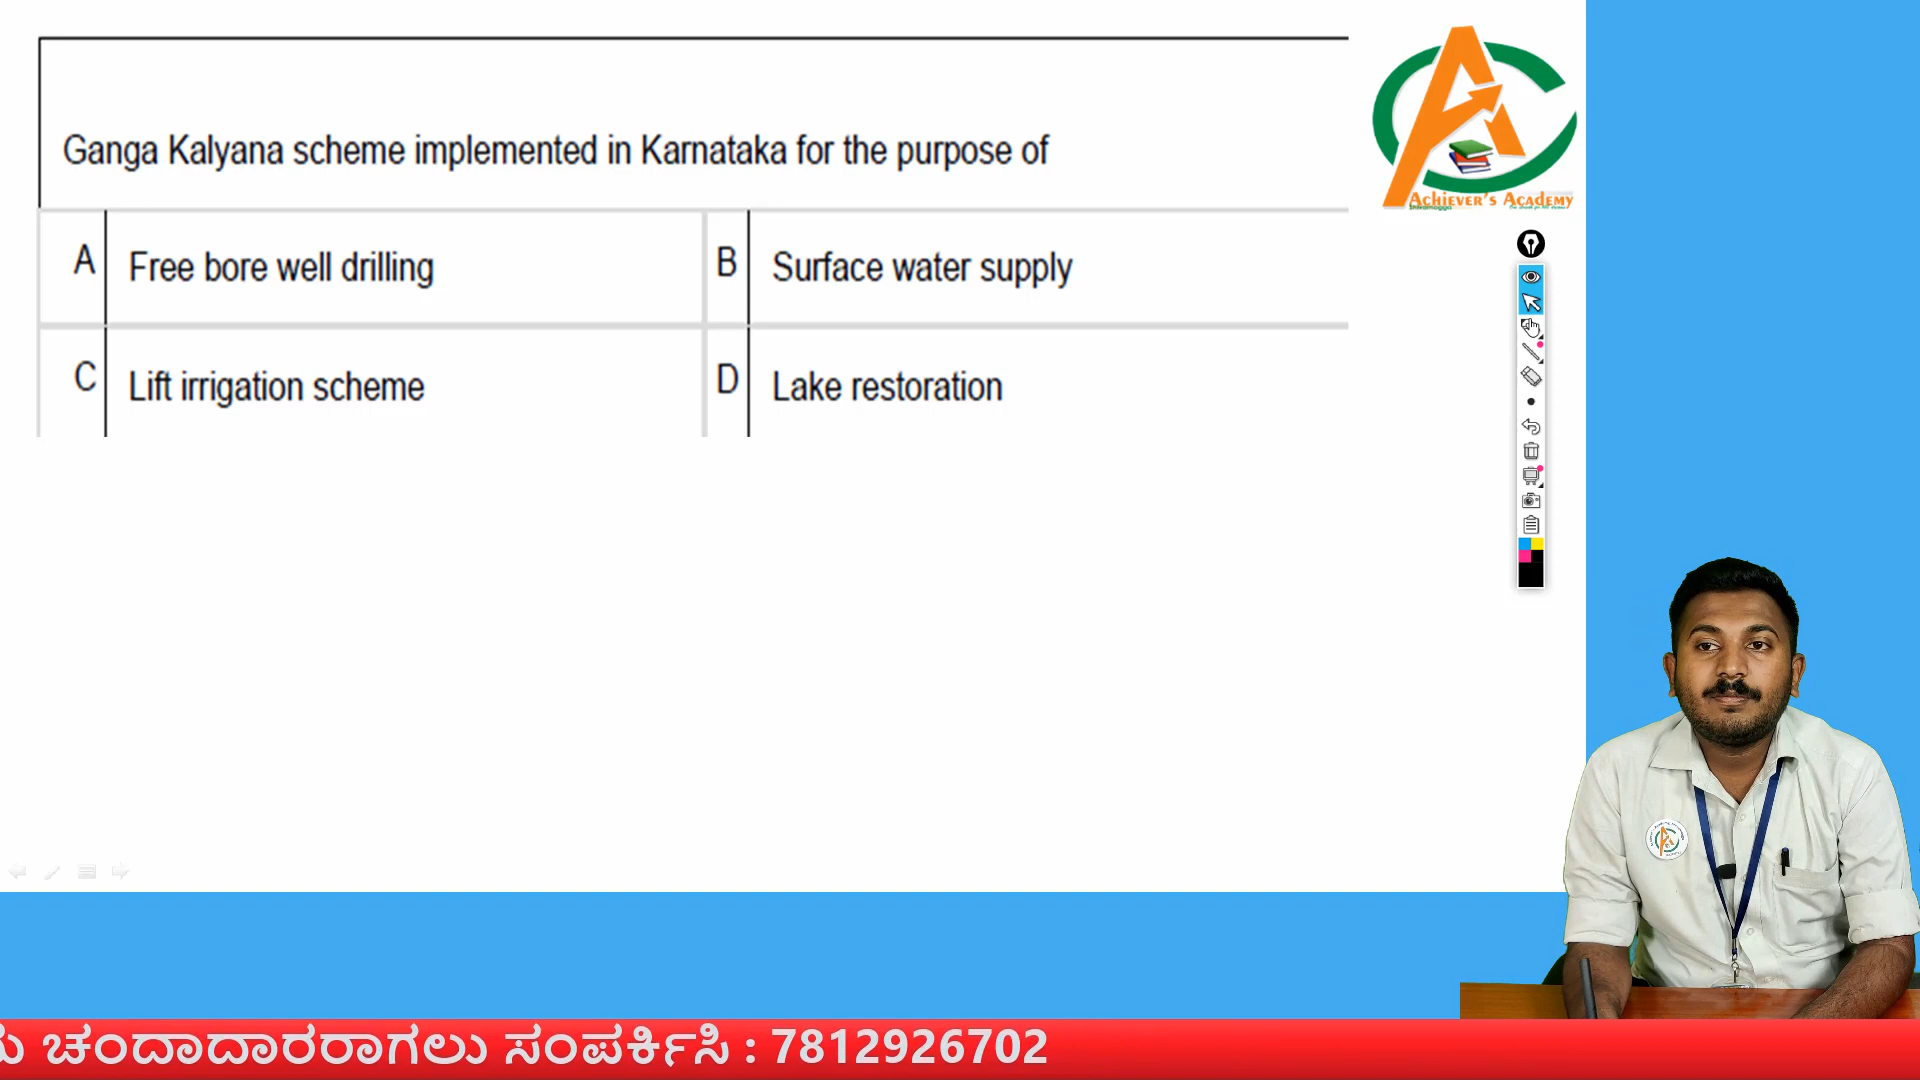 Ganga Kalyana scheme implemented in Karnataka for the purpose of
A Free bore well drilling
B Surface water supply
C Lift irrigation scheme
D Lake restoration
ACHIEVER'S ACADEMY
Shivamogga
ಚಂದಾದಾರರಾಗಲು ಸಂಪರ್ಕಿಸಿ : 7812926702